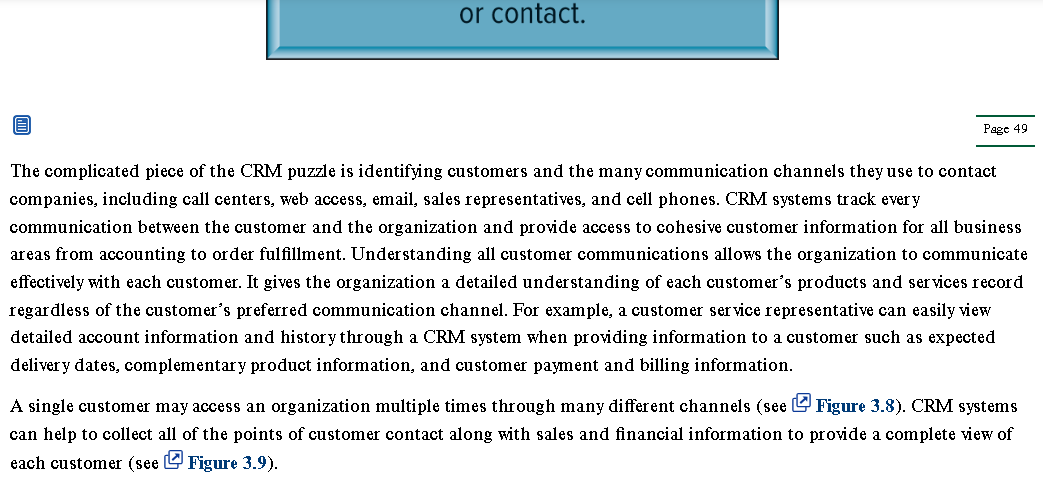 or contact.
Page 49
The complicated piece of the CRM puzzle is identifying customers and the many communication channels they use to contact
companies, including call centers, web access, email, sales representatives, and cell phones. CRM systems track every
communication between the customer and the organization and provide access to cohesive customer information for all business
areas from accounting to order fulfillment. Understanding all customer communications allows the organization to communicate
effectively with each customer. It gives the organization a detailed understanding of each customer’s products and services record
regardless of the customer’s preferred communication channel. For example, a customer service representative can easily view
detailed account information and history through a CRM system when providing information to a customer such as expected
delivery dates, complementary product information, and customer payment and billing information.
A single customer may access an organization multiple times through many different channels (see Figure 3.8). CRM systems
can help to collect all of the points of customer contact along with sales and financial information to provide a complete view of
each customer (see Figure 3.9).